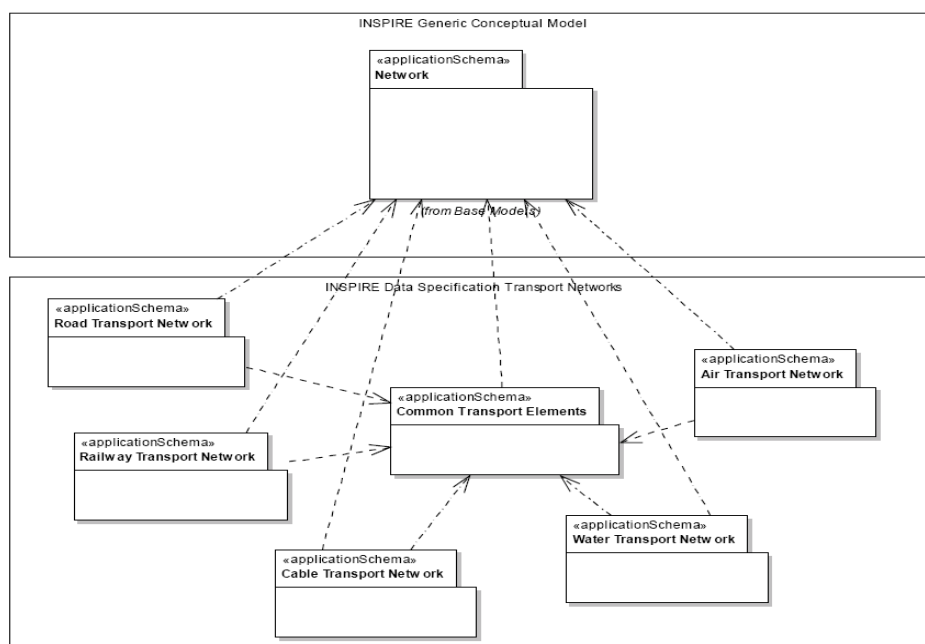 INSPIRE Generic Conceptual Model
«applicationSchema»
Network
(from Base Models)
INSPIRE Data Specification Transport Networks
«applicationSchema»
Road Transport Network
«applicationSchema»
Air Transport Network
«applicationSchema»
Common Transport Elements
«applicationSchema»
Railway Transport Network
«applicationSchema»
Water Transport Network
«applicationSchema»
Cable Transport Network